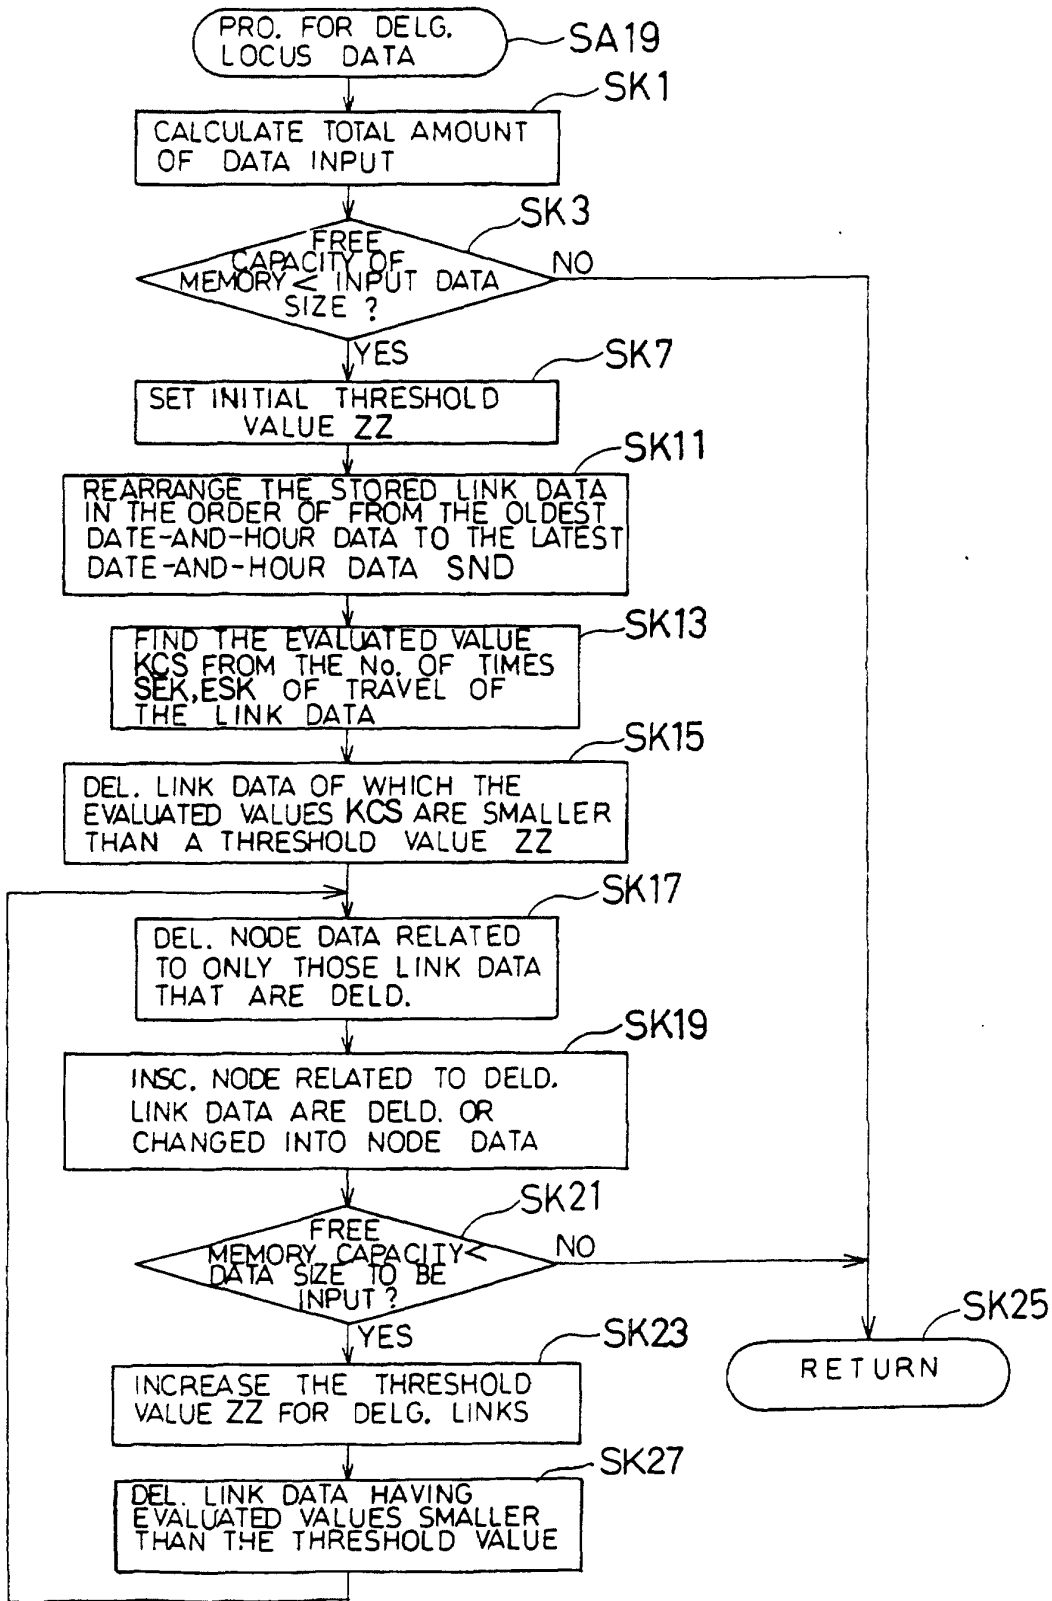 PRO. FOR DELG.
LOCUS DATA
SA19
SK1
CALCULATE TOTAL AMOUNT
OF DATA INPUT
SK3
FREE
CAPACITY OF
MEMORY < INPUT DATA
SIZE ?
NO
YES
SK7
SET INITIAL THRESHOLD
VALUE ZZ
SK11
REARRANGE THE STORED LINK DATA
IN THE ORDER OF FROM THE OLDEST
DATE-AND-HOUR DATA TO THE LATEST
DATE-AND-HOUR DATA SND
SK13
FIND THE EVALUATED VALUE
KCS FROM THE No. OF TIMES
SEK,ESK OF TRAVEL OF
THE LINK DATA
SK15
DEL. LINK DATA OF WHICH THE
EVALUATED VALUES KCS ARE SMALLER
THAN A THRESHOLD VALUE ZZ
SK17
DEL. NODE DATA RELATED
TO ONLY THOSE LINK DATA
THAT ARE DELD.
SK19
INSC. NODE RELATED TO DELD.
LINK DATA ARE DELD. OR
CHANGED INTO NODE DATA
SK21
FREE
MEMORY CAPACITY <
DATA SIZE TO BE
INPUT ?
NO
YES
SK23
INCREASE THE THRESHOLD
VALUE ZZ FOR DELG. LINKS
SK25
RETURN
SK27
DEL. LINK DATA HAVING
EVALUATED VALUES SMALLER
THAN THE THRESHOLD VALUE